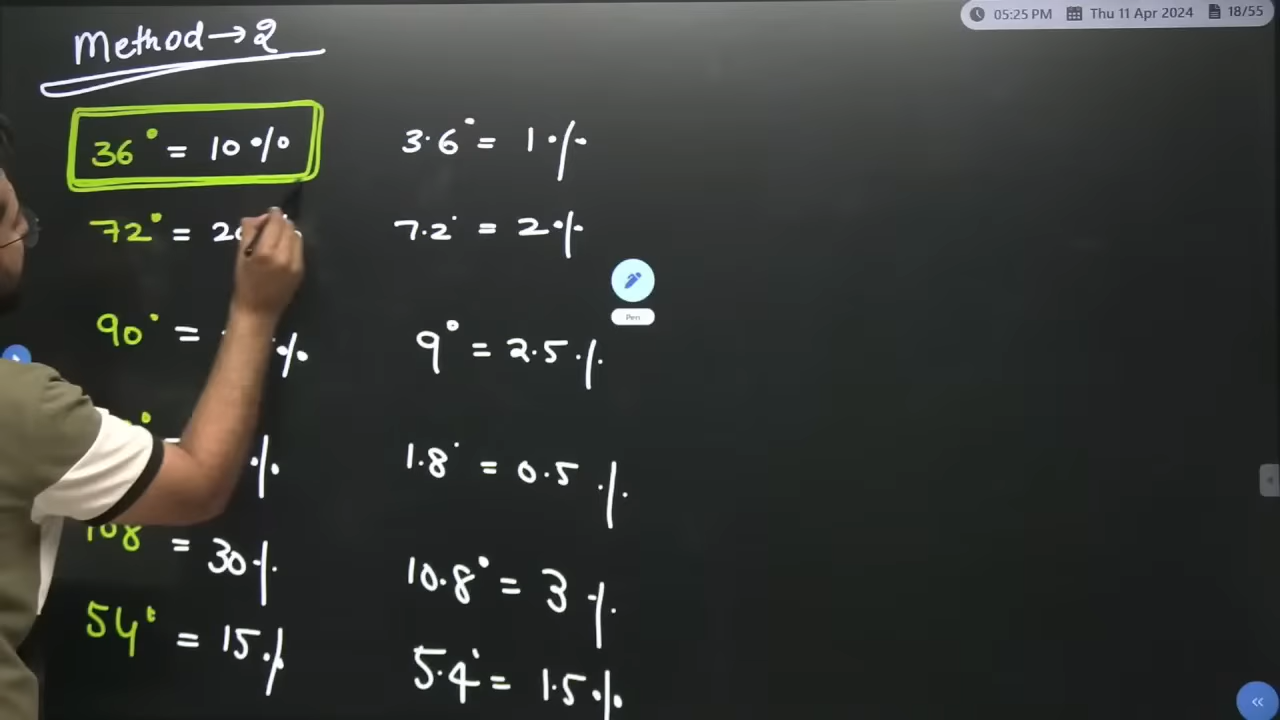 05:25 PM Thu 11 Apr 2024 18/55
Method → 2
36° = 10%
3.6° = 1%
72° =
7.2° = 2%
Pen
90° = %
9° = 2.5%
%
1.8° = 0.5%
108 = 30%
10.8° = 3%
54° = 15%
5.4° = 1.5%